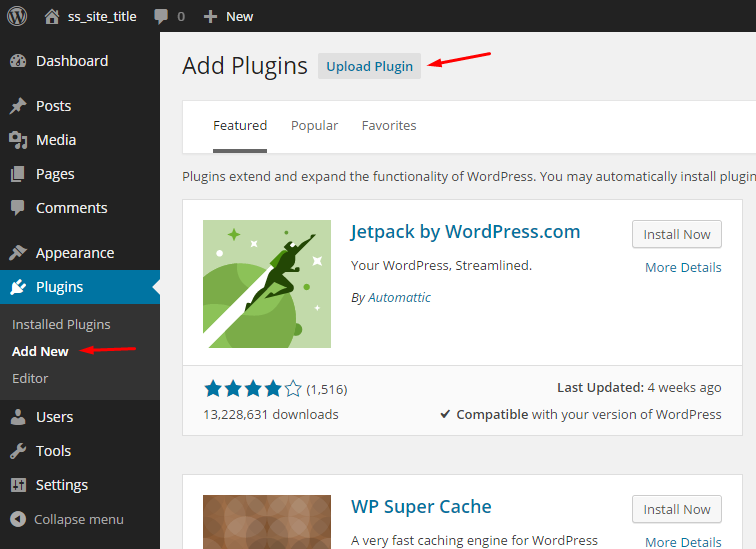 ss_site_title 0 New
Dashboard
Posts
Media
Pages
Comments
Appearance
Plugins
Installed Plugins
Add New
Editor
Users
Tools
Settings
Collapse menu
Add Plugins Upload Plugin
Featured Popular Favorites
Plugins extend and expand the functionality of WordPress. You may automatically install plugin
Jetpack by WordPress.com Install Now
Your WordPress, Streamlined. More Details
By Automattic
(1,516) Last Updated: 4 weeks ago
13,228,631 downloads Compatible with your version of WordPress
WP Super Cache Install Now
A very fast caching engine for WordPress More Details